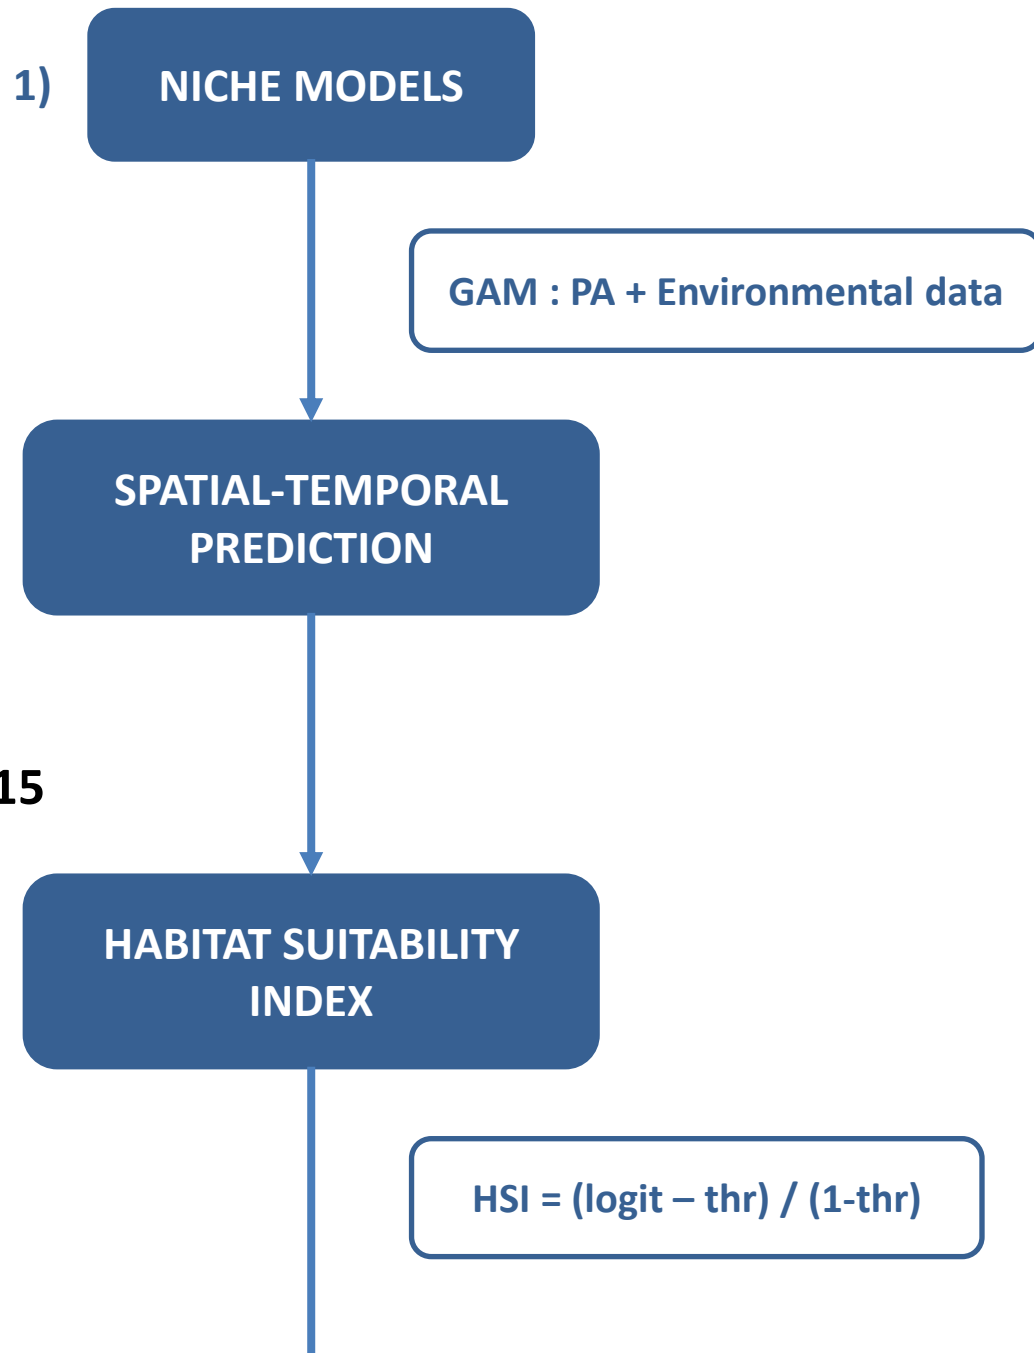 1)
NICHE MODELS
GAM : PA + Environmental data
SPATIAL-TEMPORAL
PREDICTION
15
HABITAT SUITABILITY
INDEX
HSI = (logit – thr) / (1-thr)